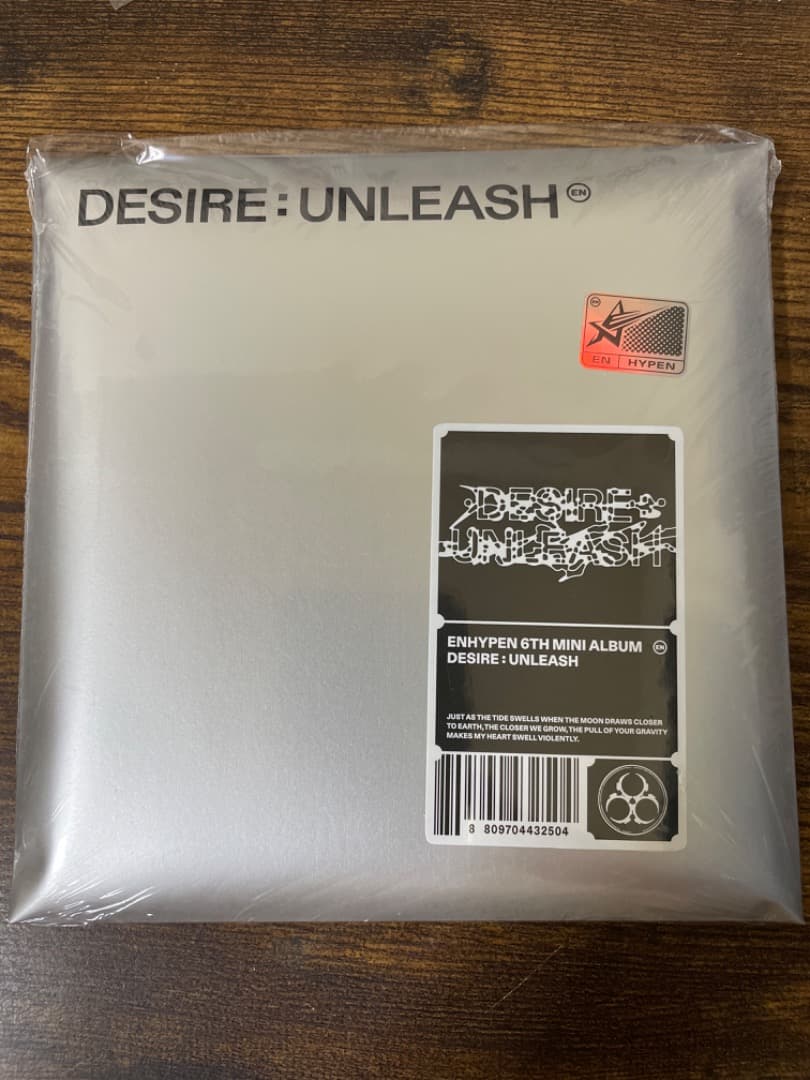 DESIRE : UNLEASH EN
EN
EN HYPEN
DESIRE :
UNLEASH
ENHYPEN 6TH MINI ALBUM EN
DESIRE : UNLEASH
JUST AS THE TIDE SWELLS WHEN THE MOON DRAWS CLOSER
TO EARTH, THE CLOSER WE GROW, THE PULL OF YOUR GRAVITY
MAKES MY HEART SWELL VIOLENTLY.
8 809704432504